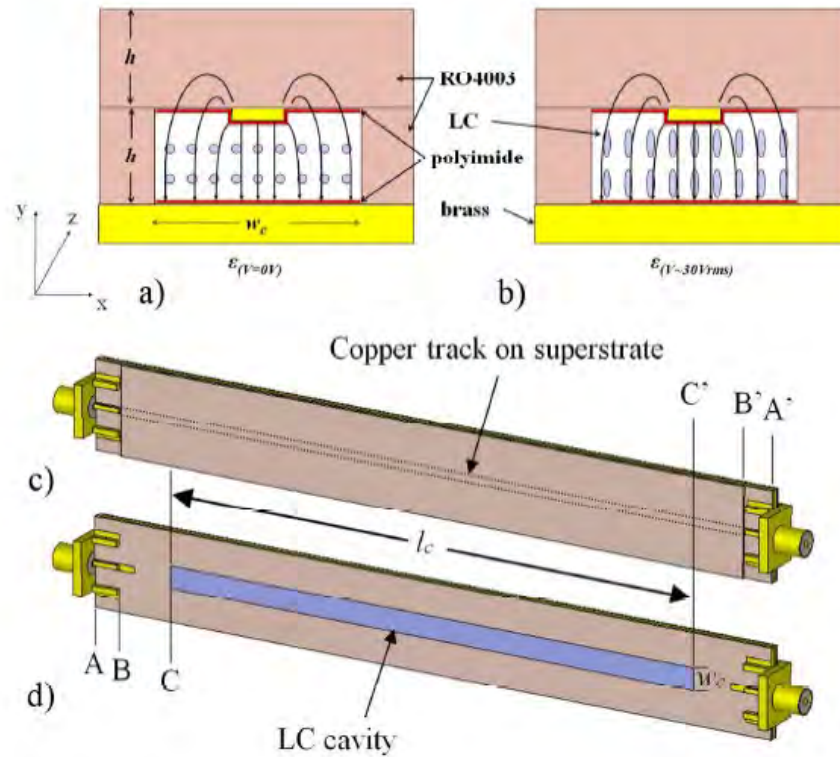 h
h
RO4003
LC
polyimide
brass
w_c
y
z
x
ε(V=0V)
ε(V~30Vrms)
a)
b)
Copper track on superstrate
C'
B'
A'
c)
l_c
A
B
C
w_c
d)
LC cavity